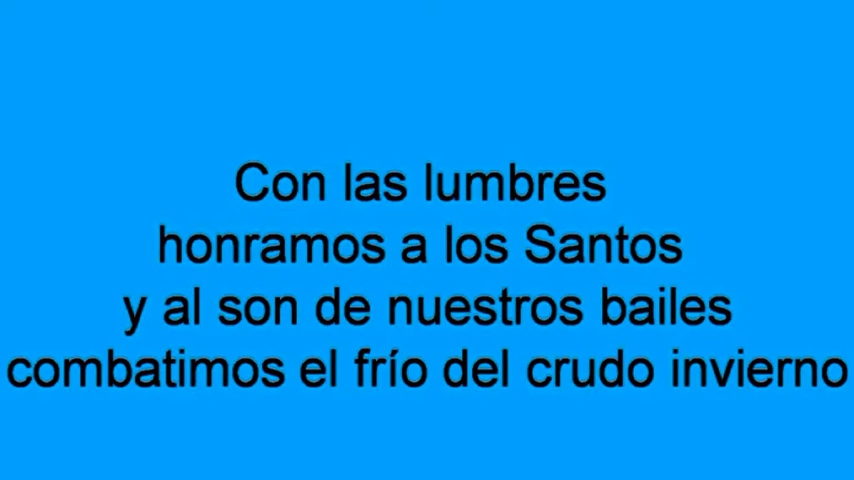 Con las lumbres
honramos a los Santos
y al son de nuestros bailes
combatimos el frío del crudo invierno